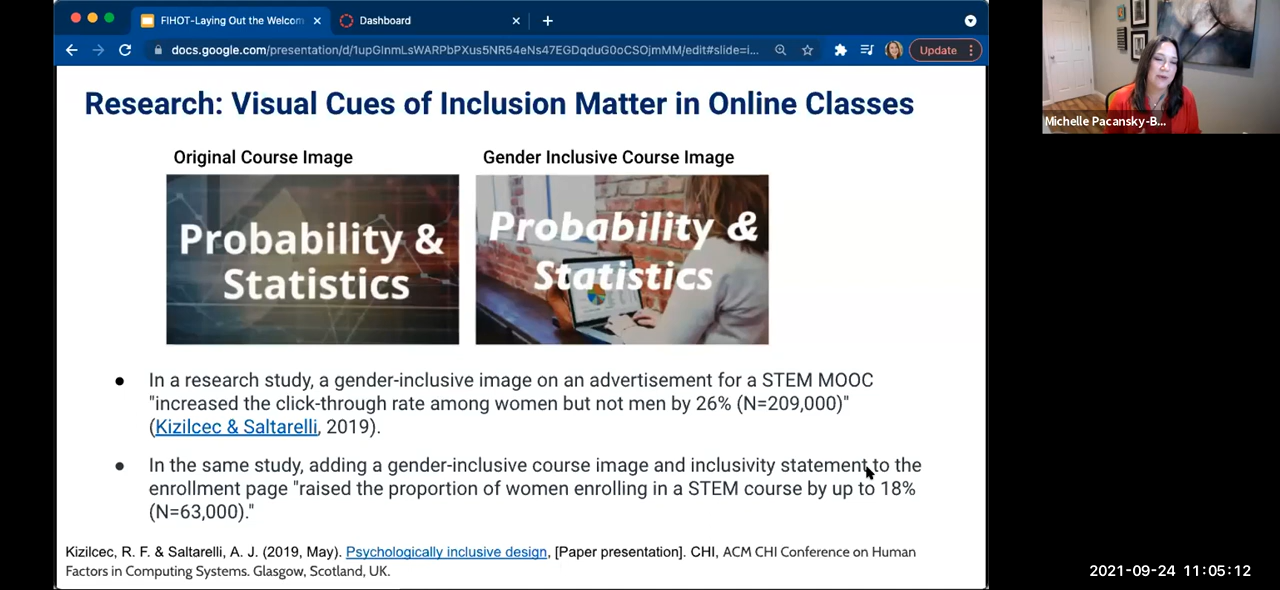 FIHOT-Laying Out the Welcom
Dashboard
docs.google.com/presentation/d/1upGlnmLsWARPbPXus5NR54eNs47EGDqduG0oCSOjmMM/edit#slide=i...
Update
Michelle Pacansky-B...
Research: Visual Cues of Inclusion Matter in Online Classes
Original Course Image
Gender Inclusive Course Image
Probability &
Statistics
Probability &
Statistics
● In a research study, a gender-inclusive image on an advertisement for a STEM MOOC
"increased the click-through rate among women but not men by 26% (N=209,000)"
(Kizilcec & Saltarelli, 2019).
● In the same study, adding a gender-inclusive course image and inclusivity statement to the
enrollment page "raised the proportion of women enrolling in a STEM course by up to 18%
(N=63,000)."
Kizilcec, R. F. & Saltarelli, A. J. (2019, May). Psychologically inclusive design, [Paper presentation]. CHI, ACM CHI Conference on Human
Factors in Computing Systems. Glasgow, Scotland, UK.
2021-09-24 11:05:12